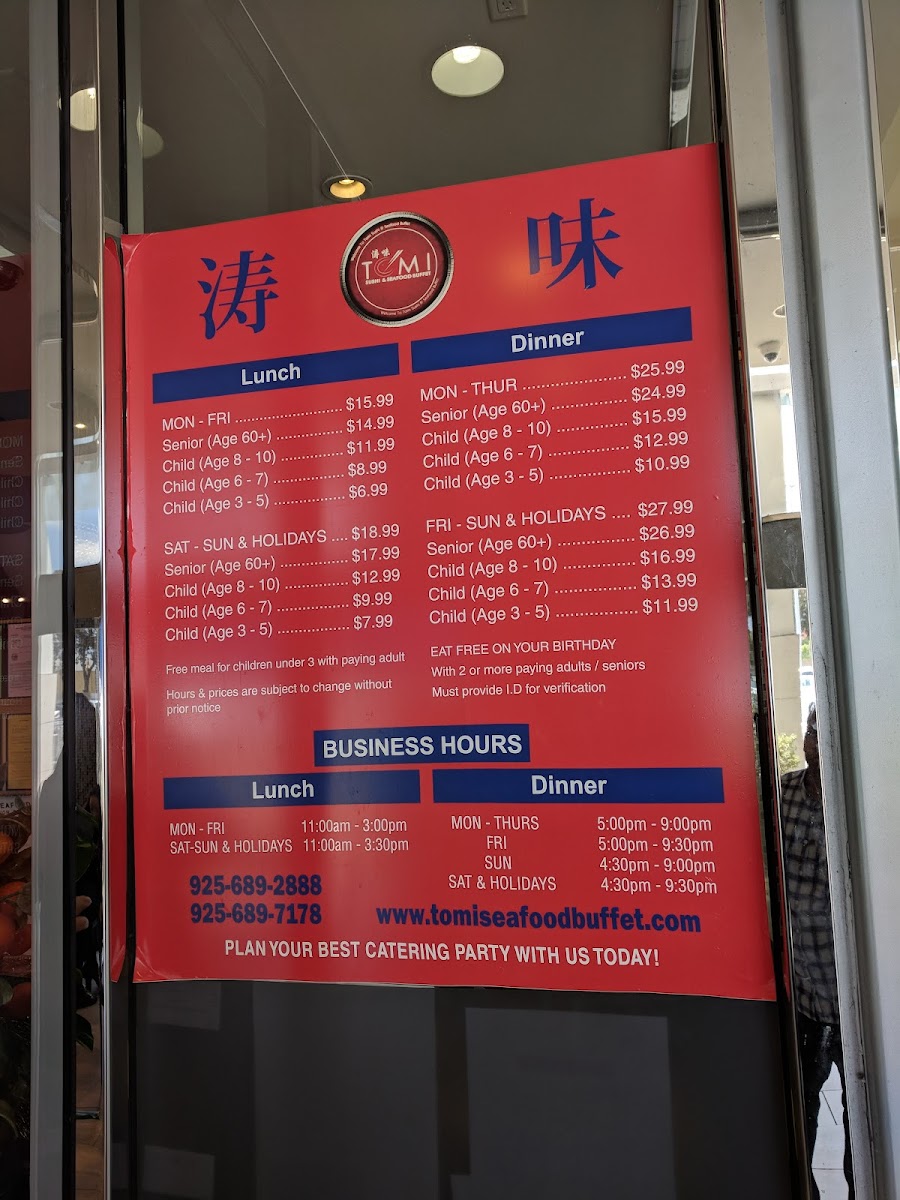 涛 味
涛味
TOMI
SUSHI & SEAFOOD BUFFET
Lunch
MON - FRI ........................ $15.99
Senior (Age 60+) ............... $14.99
Child (Age 8 - 10) .............. $11.99
Child (Age 6 - 7) ................ $8.99
Child (Age 3 - 5) ................ $6.99
SAT - SUN & HOLIDAYS .... $18.99
Senior (Age 60+) ................ $17.99
Child (Age 8 - 10) .............. $12.99
Child (Age 6 - 7) ................ $9.99
Child (Age 3 - 5) ................. $7.99
Free meal for children under 3 with paying adult
Hours & prices are subject to change without
prior notice
Dinner
MON - THUR ...................... $25.99
Senior (Age 60+) ................ $24.99
Child (Age 8 - 10) ............... $15.99
Child (Age 6 - 7) ................. $12.99
Child (Age 3 - 5) ................. $10.99
FRI - SUN & HOLIDAYS .... $27.99
Senior (Age 60+) ................. $26.99
Child (Age 8 - 10) ................ $16.99
Child (Age 6 - 7) .................. $13.99
Child (Age 3 - 5) .................. $11.99
EAT FREE ON YOUR BIRTHDAY
With 2 or more paying adults / seniors
Must provide I.D for verification
BUSINESS HOURS
Lunch
MON - FRI 11:00am - 3:00pm
SAT-SUN & HOLIDAYS 11:00am - 3:30pm
Dinner
MON - THURS 5:00pm - 9:00pm
FRI 5:00pm - 9:30pm
SUN 4:30pm - 9:00pm
SAT & HOLIDAYS 4:30pm - 9:30pm
925-689-2888
925-689-7178
www.tomiseafoodbuffet.com
PLAN YOUR BEST CATERING PARTY WITH US TODAY!